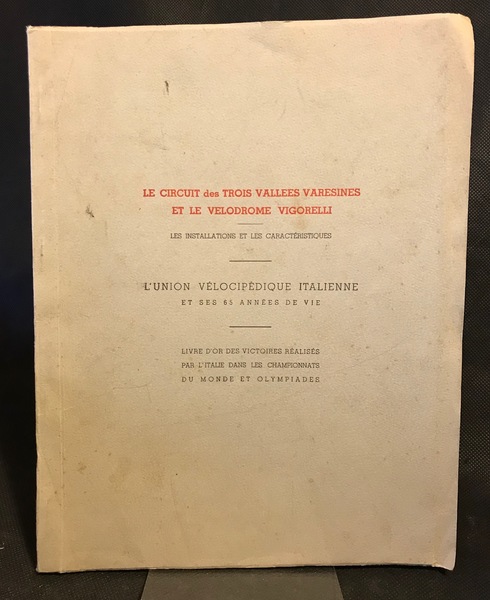 LE CIRCUIT des TROIS VALLEES VARESINES
ET LE VELODROME VIGORELLI
LES INSTALLATIONS ET LES CARACTÉRISTIQUES
L'UNION VÉLOCIPÉDIQUE ITALIENNE
ET SES 65 ANNÉES DE VIE
LIVRE D'OR DES VICTOIRES RÉALISÉS
PAR L'ITALIE DANS LES CHAMPIONNATS
DU MONDE ET OLYMPIADES